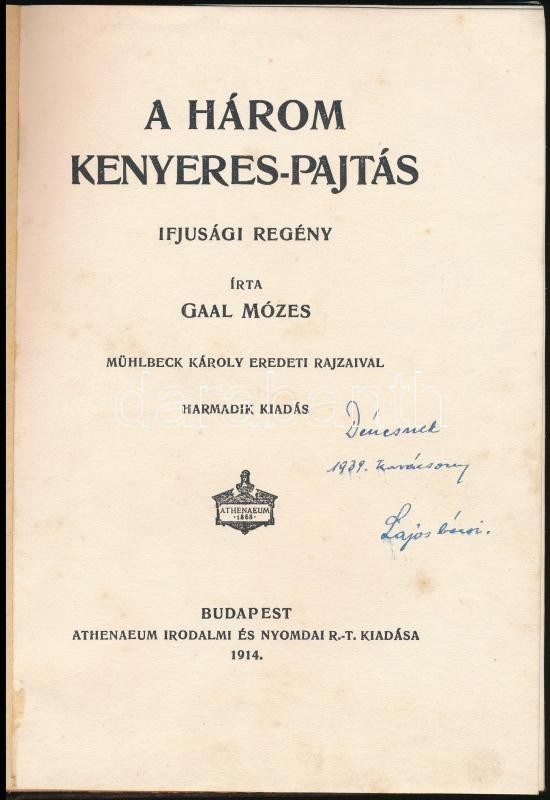 A HÁROM
KENYERES-PAJTÁS
IFJUSÁGI REGÉNY
ÍRTA
GAAL MÓZES
MÜHLBECK KÁROLY EREDETI RAJZAIVAL
darabanth
HARMADIK KIADÁS
Dénesnek
1939. karácsony
ATHENAEUM
·1868·
Lajos bácsi.
BUDAPEST
ATHENAEUM IRODALMI ÉS NYOMDAI R.-T. KIADÁSA
1914.